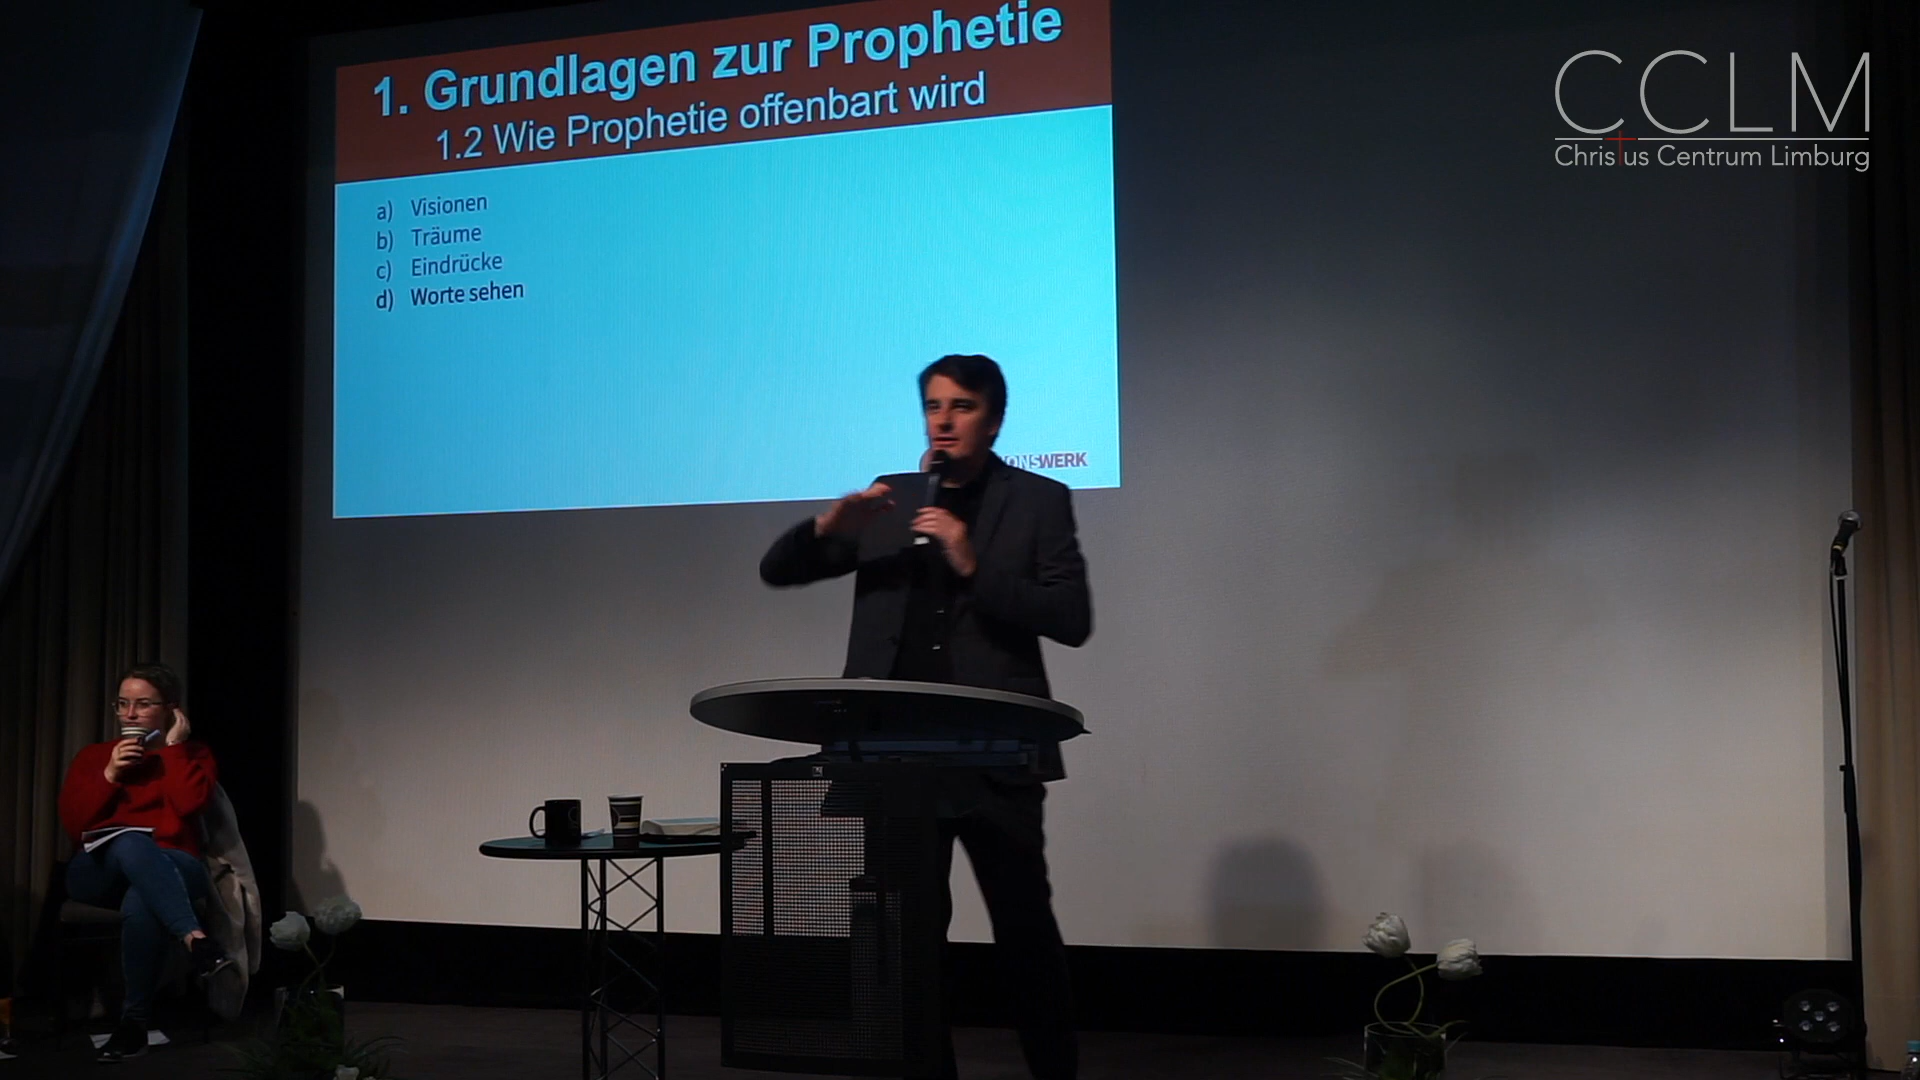 1. Grundlagen zur Prophetie
1.2 Wie Prophetie offenbart wird
a) Visionen
b) Träume
c) Eindrücke
d) Worte sehen
CCLM
Christus Centrum Limburg